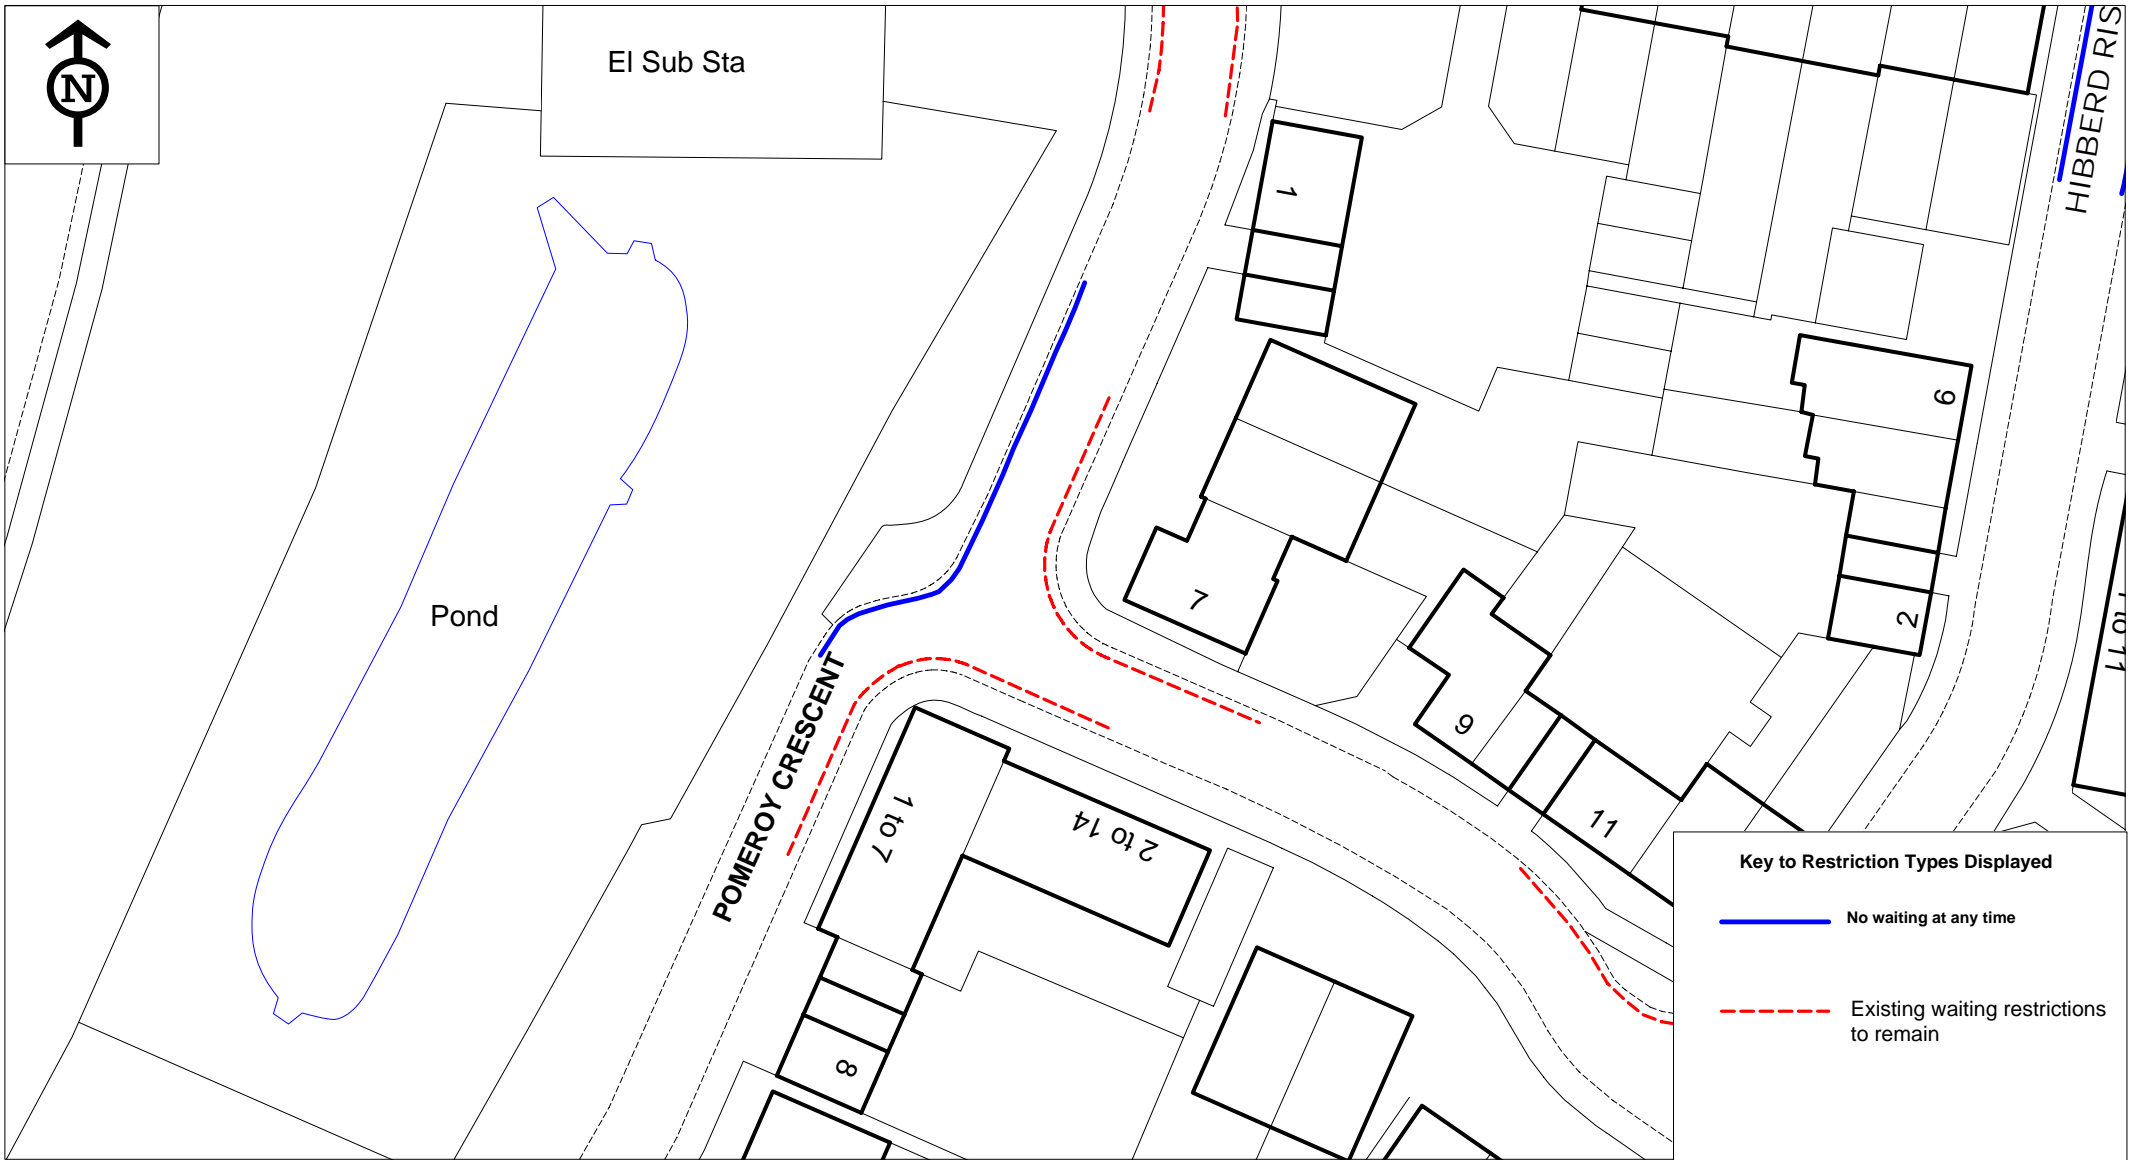 N
El Sub Sta
HIBBERD RIS
1
Pond
7
9
2
9
11
1 to 7
2 to 14
POMEROY CRESCENT
8
Key to Restriction Types Displayed
No waiting at any time
Existing waiting restrictions
to remain